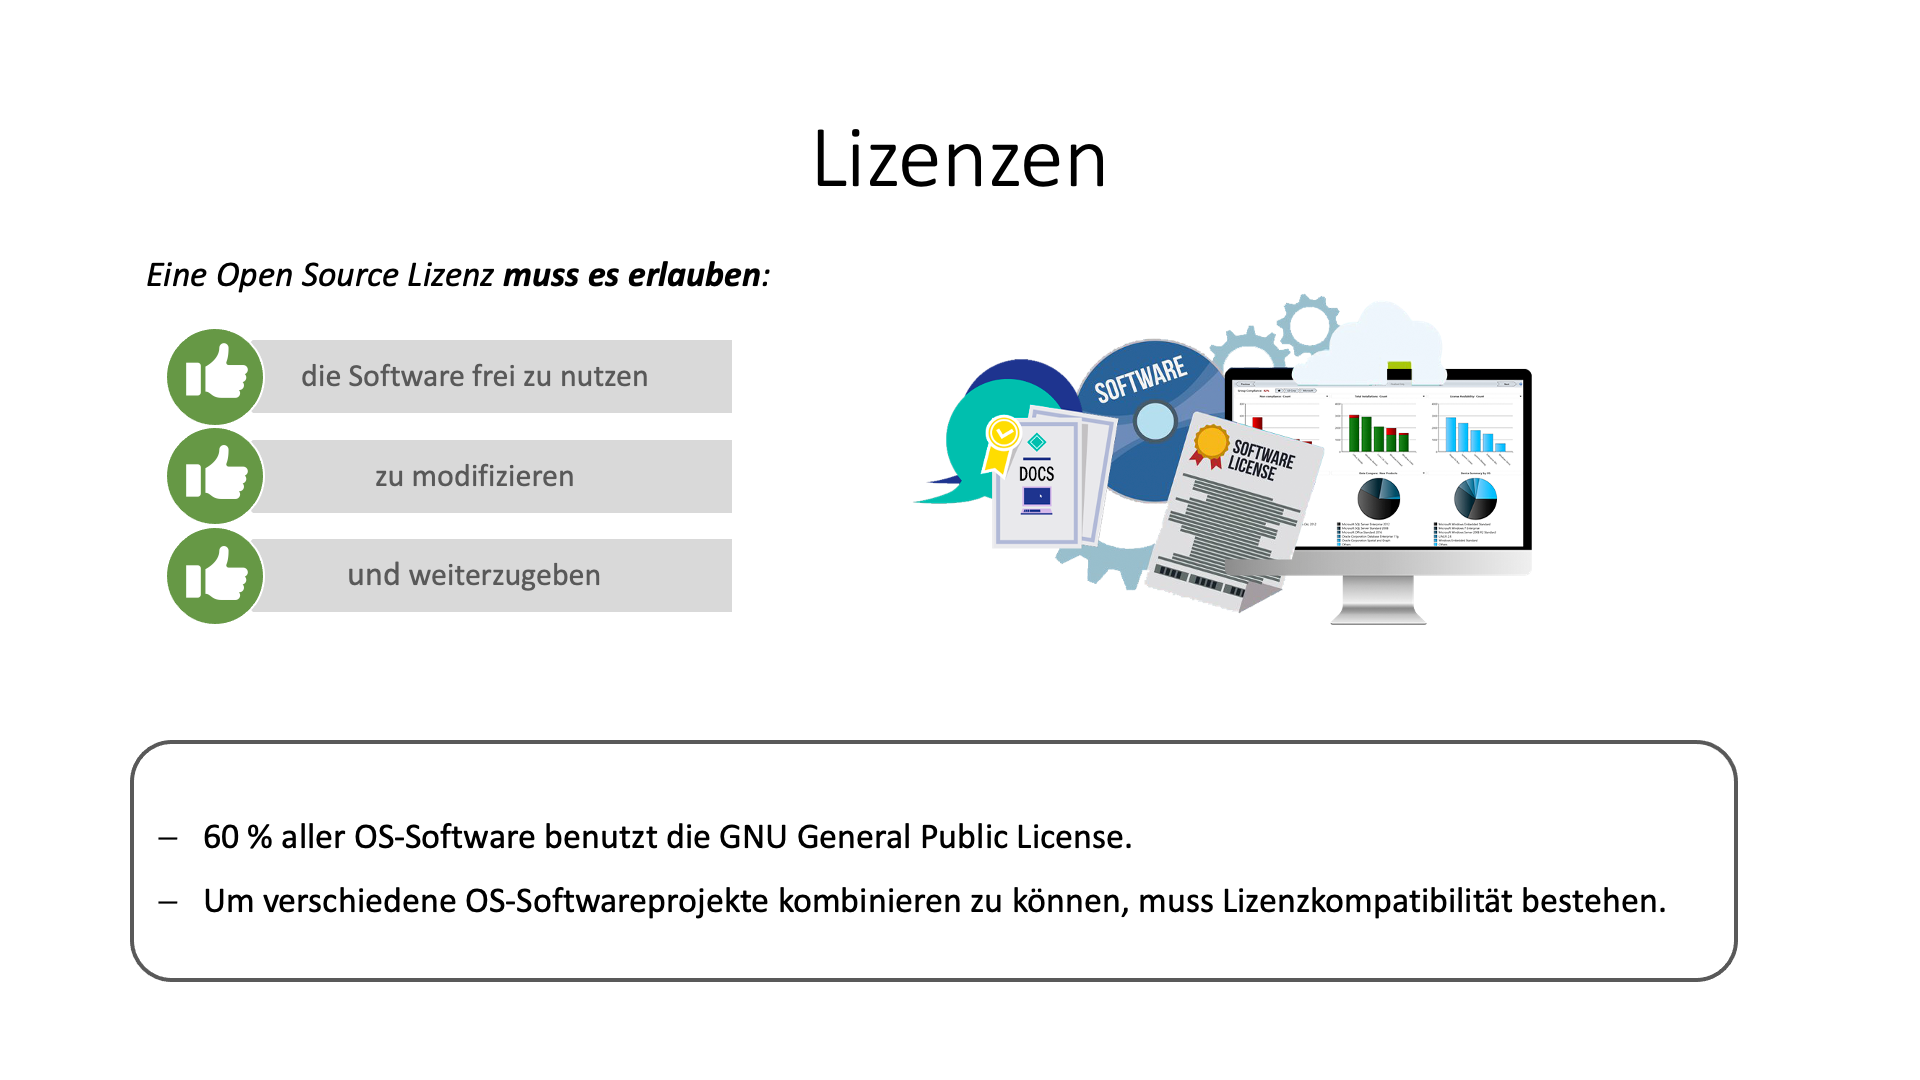 Lizenzen
Eine Open Source Lizenz muss es erlauben:
die Software frei zu nutzen
zu modifizieren
und weiterzugeben
SOFTWARE
DOCS
SOFTWARE
LICENSE
– 60 % aller OS-Software benutzt die GNU General Public License.
– Um verschiedene OS-Softwareprojekte kombinieren zu können, muss Lizenzkompatibilität bestehen.